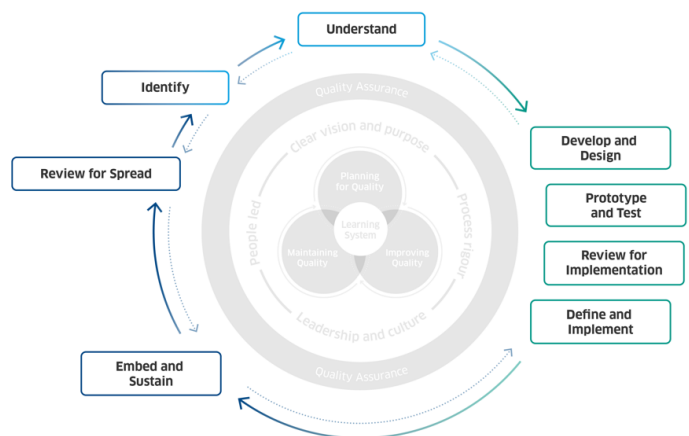 Understand
Identify
Review for Spread
Embed and
Sustain
Develop and
Design
Prototype
and Test
Review for
Implementation
Define and
Implement
Quality Assurance
Clear vision and purpose
People led
Process rigour
Planning
for Quality
Learning
System
Maintaining
Quality
Improving
Quality
Leadership and culture
Quality Assurance